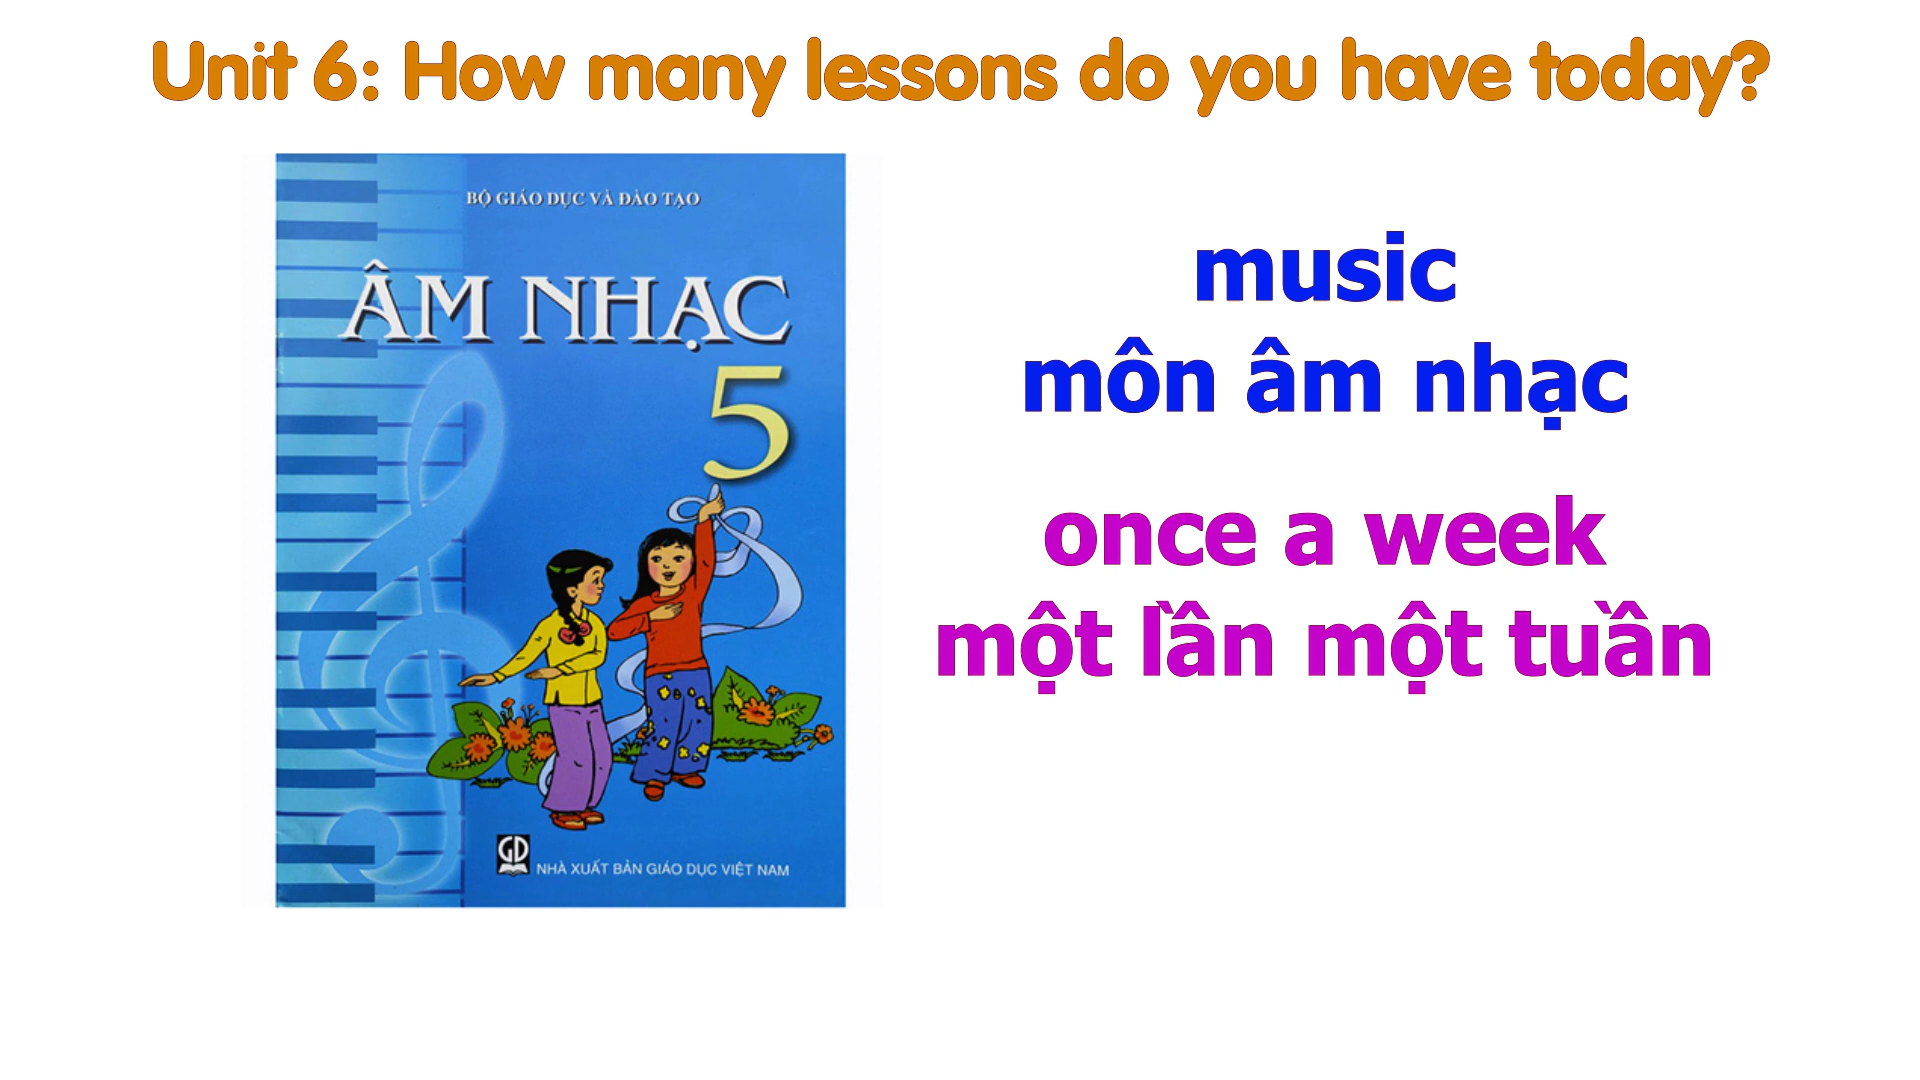 Unit 6: How many lessons do you have today?
BỘ GIÁO DỤC VÀ ĐÀO TẠO
ÂM NHẠC
5
GD
NHÀ XUẤT BẢN GIÁO DỤC VIỆT NAM
music
môn âm nhạc
once a week
một lần một tuần